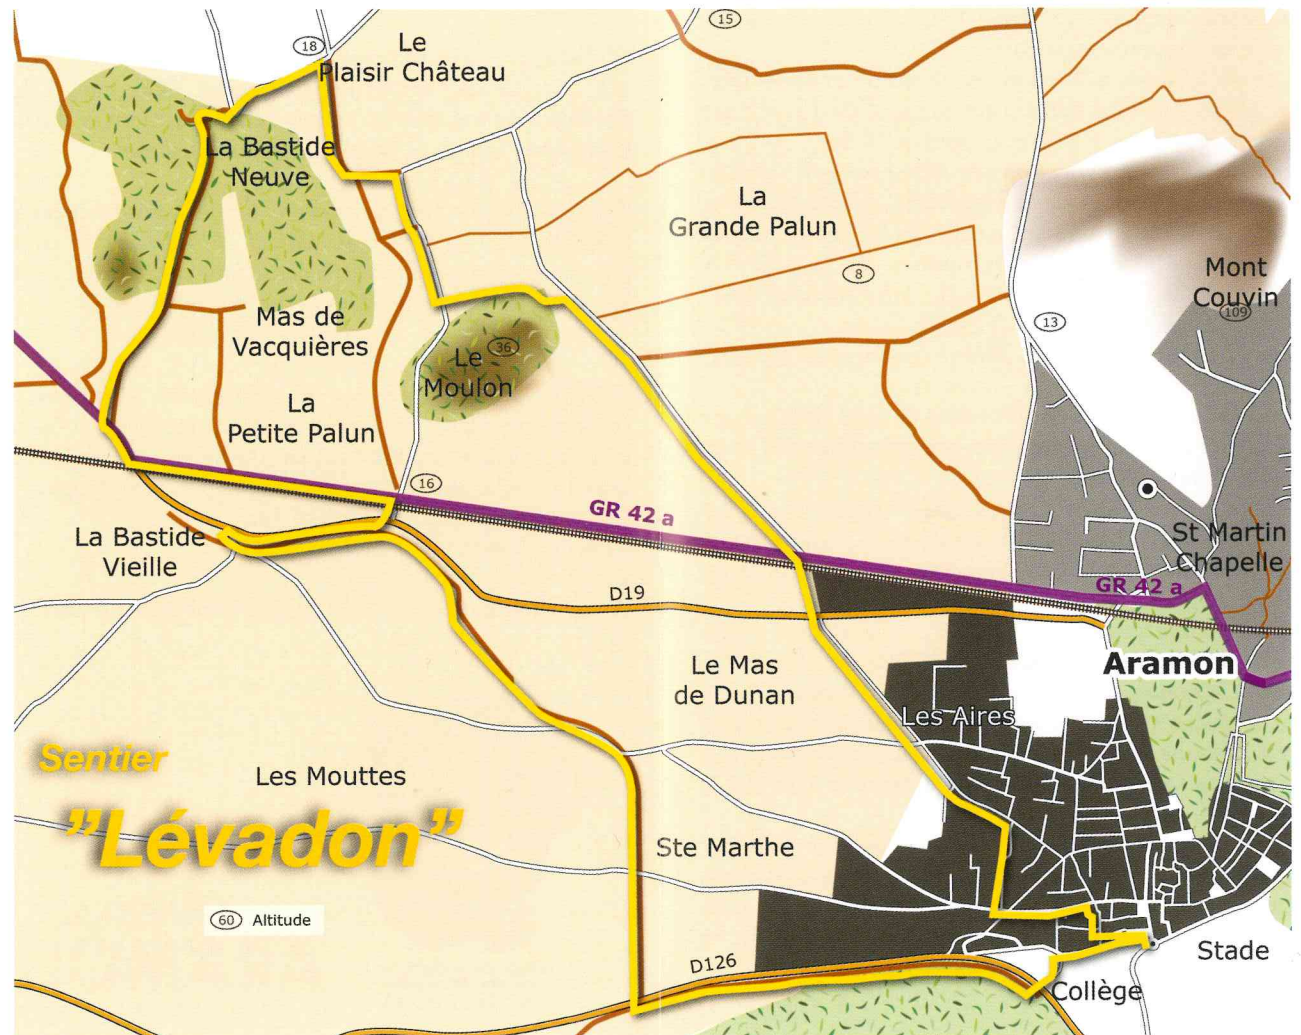 15
18
Le
Plaisir Château
La Bastide
Neuve
La
Grande Palun
8
Mont
Couvin
109
13
Mas de
Vacquières
36
Le
Moulon
La
Petite Palun
16
GR 42 a
La Bastide
Vieille
St Martin
Chapelle
GR 42 a
D19
Aramon
Le Mas
de Dunan
Les Aires
Sentier
"Lévadon"
Les Mouttes
Ste Marthe
60 Altitude
D126
Stade
Collège